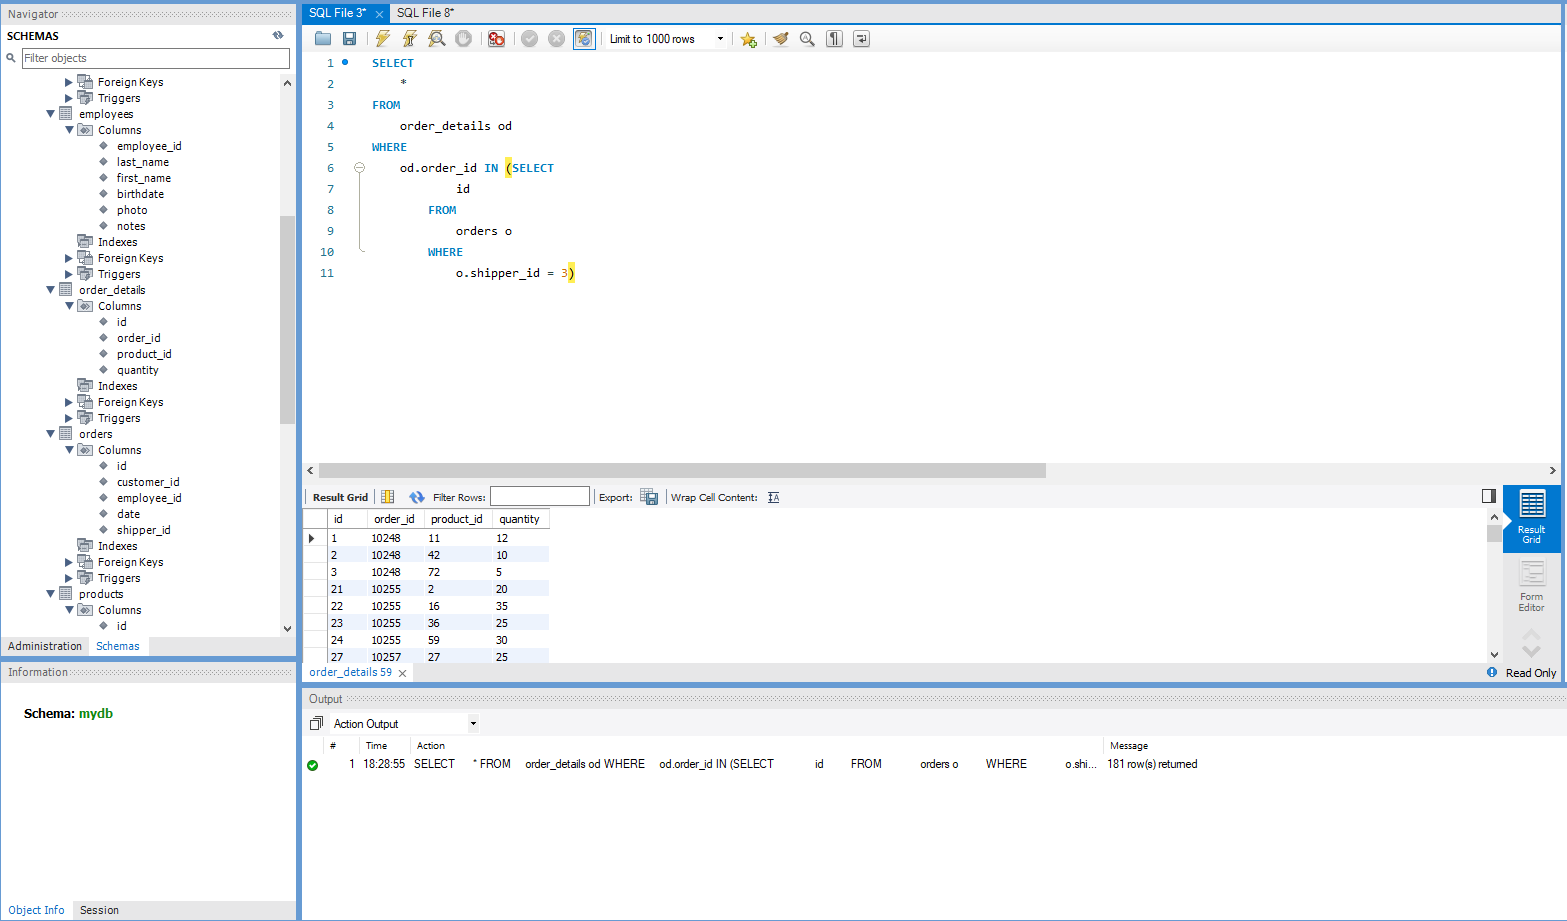 Navigator
SCHEMAS
Filter objects
Foreign Keys
Triggers
employees
Columns
employee_id
last_name
first_name
birthdate
photo
notes
Indexes
Foreign Keys
Triggers
order_details
Columns
id
order_id
product_id
quantity
Indexes
Foreign Keys
Triggers
orders
Columns
id
customer_id
employee_id
date
shipper_id
Indexes
Foreign Keys
Triggers
products
Columns
id
Administration Schemas
Information
Schema: mydb
Object Info Session
SQL File 3* SQL File 8*
Limit to 1000 rows
1 SELECT
2 *
3 FROM
4 order_details od
5 WHERE
6 od.order_id IN (SELECT
7 id
8 FROM
9 orders o
10 WHERE
11 o.shipper_id = 3)
Result Grid Filter Rows: Export: Wrap Cell Content:
id order_id product_id quantity
1 10248 11 12
2 10248 42 10
3 10248 72 5
21 10255 2 20
22 10255 16 35
23 10255 36 25
24 10255 59 30
27 10257 27 25
Result
Grid
Form
Editor
order_details 59 Read Only
Output
Action Output
# Time Action Message
1 18:28:55 SELECT * FROM order_details od WHERE od.order_id IN (SELECT id FROM orders o WHERE o.shi... 181 row(s) returned